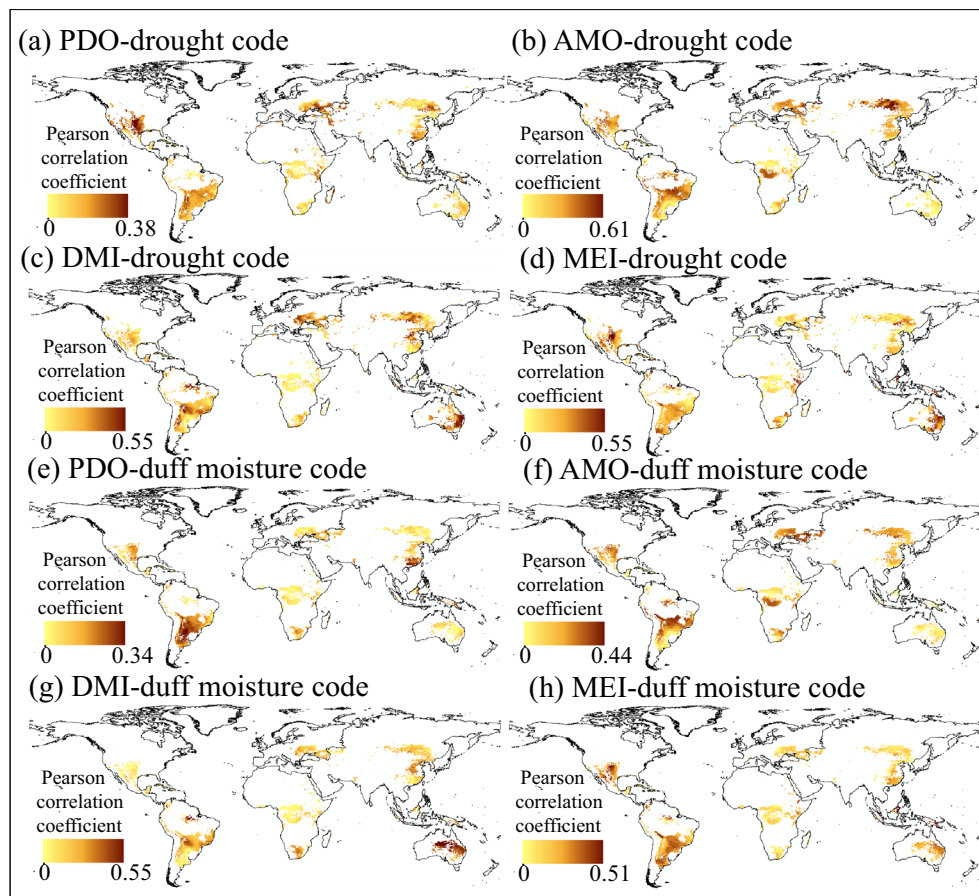 (a) PDO-drought code
Pearson
correlation
coefficient
0 0.38
(b) AMO-drought code
Pearson
correlation
coefficient
0 0.61
(c) DMI-drought code
Pearson
correlation
coefficient
0 0.55
(d) MEI-drought code
Pearson
correlation
coefficient
0 0.55
(e) PDO-duff moisture code
Pearson
correlation
coefficient
0 0.34
(f) AMO-duff moisture code
Pearson
correlation
coefficient
0 0.44
(g) DMI-duff moisture code
Pearson
correlation
coefficient
0 0.55
(h) MEI-duff moisture code
Pearson
correlation
coefficient
0 0.51